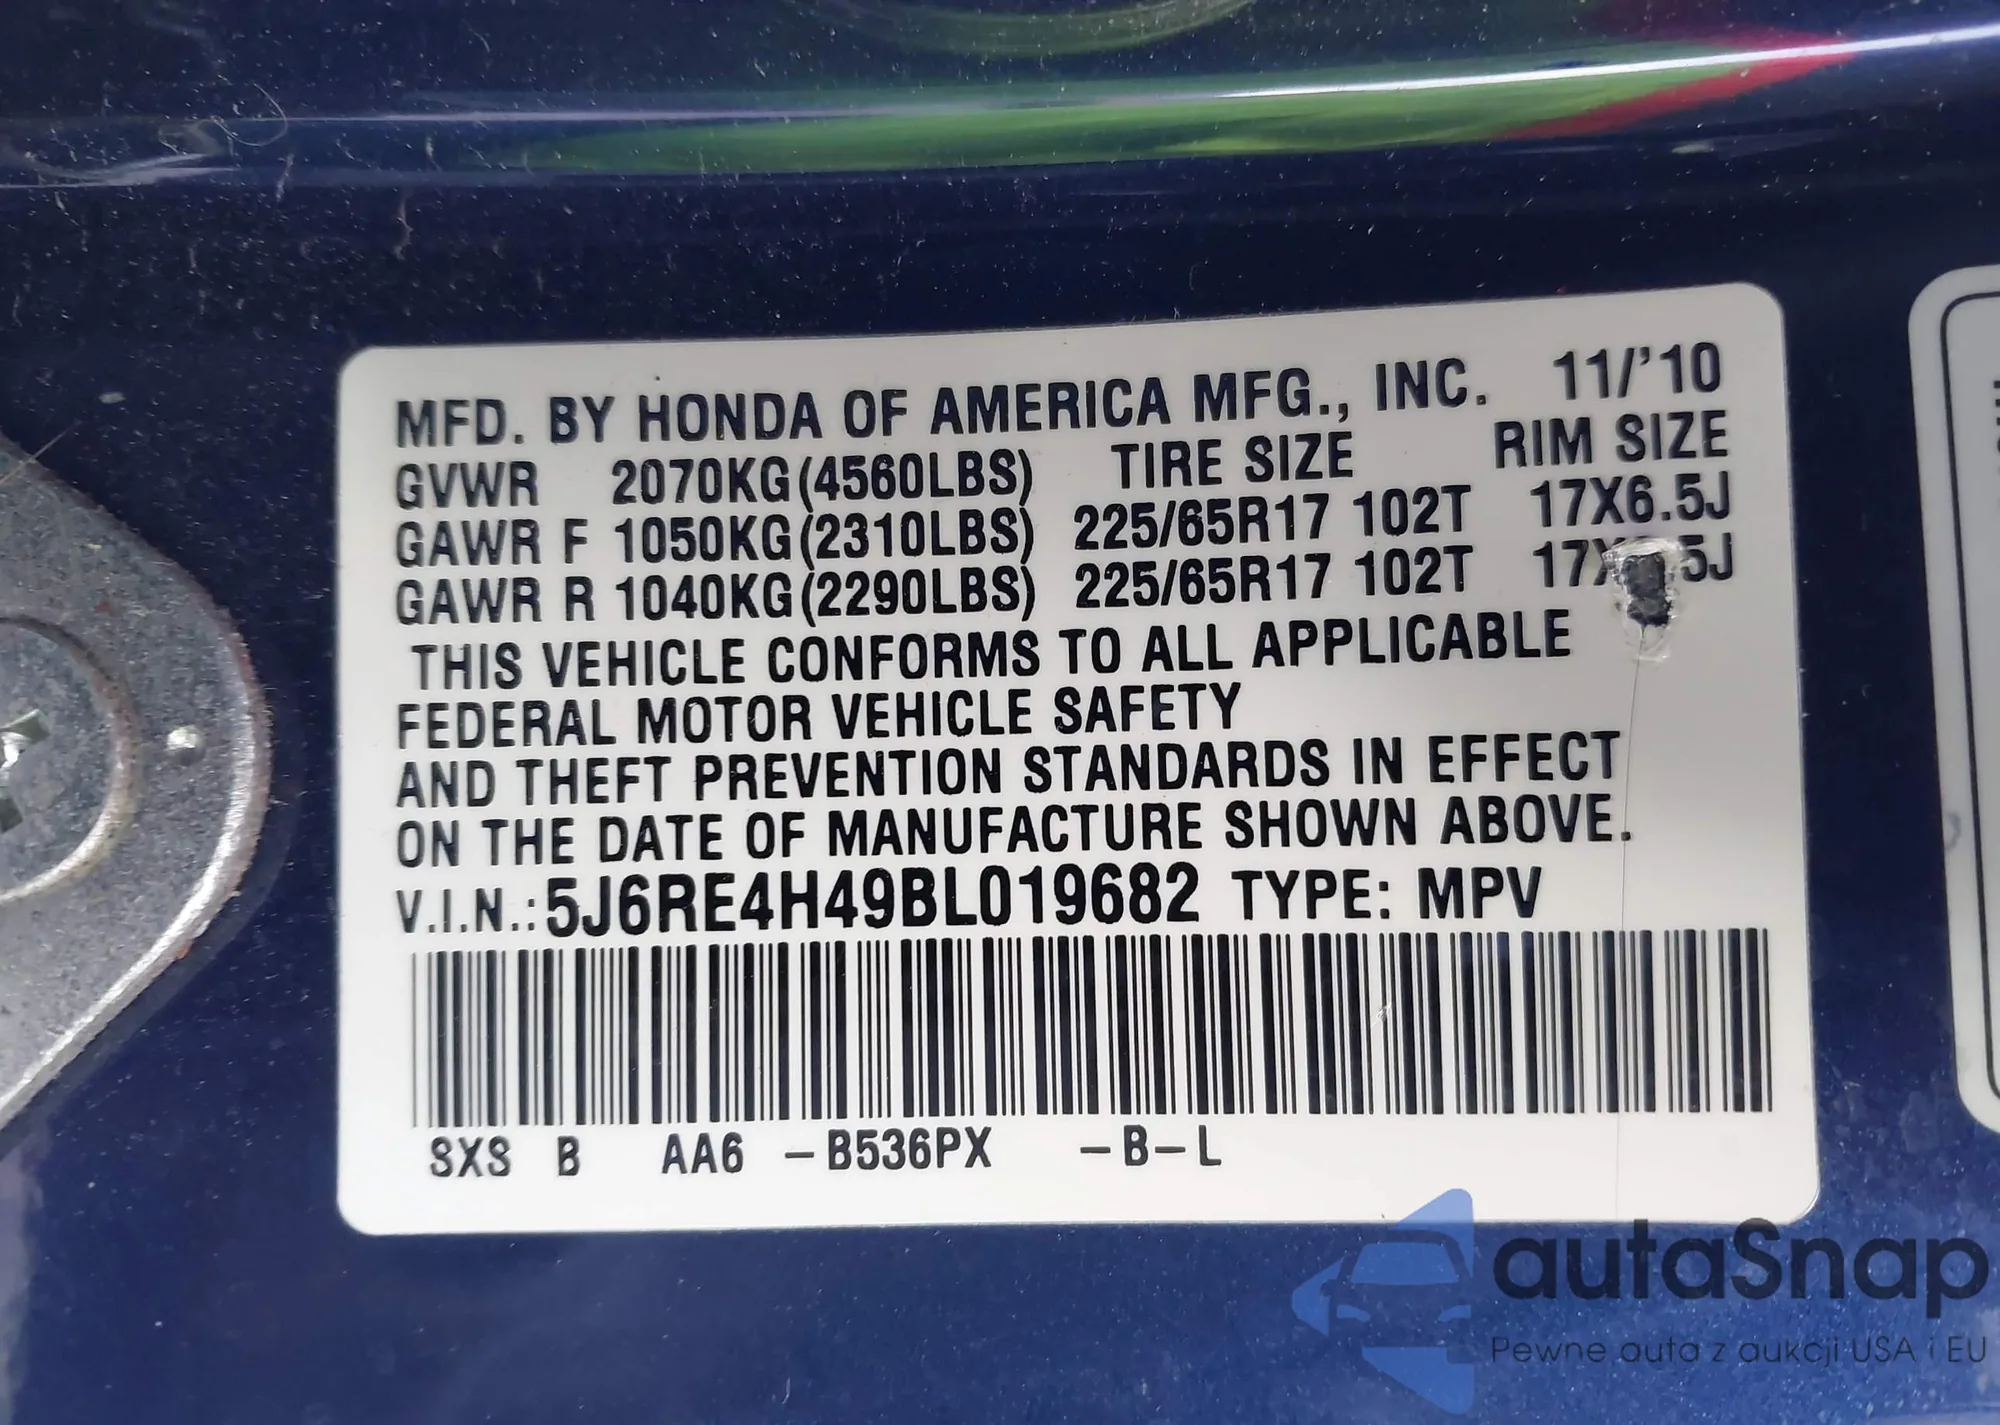 MFD. BY HONDA OF AMERICA MFG., INC. 11/'10
GVWR 2070KG(4560LBS) TIRE SIZE RIM SIZE
GAWR F 1050KG(2310LBS) 225/65R17 102T 17X6.5J
GAWR R 1040KG(2290LBS) 225/65R17 102T
THIS VEHICLE CONFORMS TO ALL APPLICABLE
FEDERAL MOTOR VEHICLE SAFETY
AND THEFT PREVENTION STANDARDS IN EFFECT
ON THE DATE OF MANUFACTURE SHOWN ABOVE.
V.I.N.: 5J6RE4H49BL019682 TYPE: MPV
SXS B AA6 –B536PX –B–L
autaSnap
Pewne auta z aukcji USA i EU